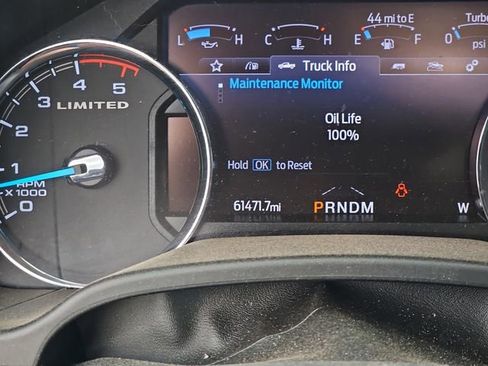 44 mi to E
Turbo
L H C H E F 0
psi
Truck Info
Maintenance Monitor
Oil Life
100%
Hold OK to Reset
61471.7mi PRNDM W
5
4
3
LIMITED
1
RPM
X 1000
0